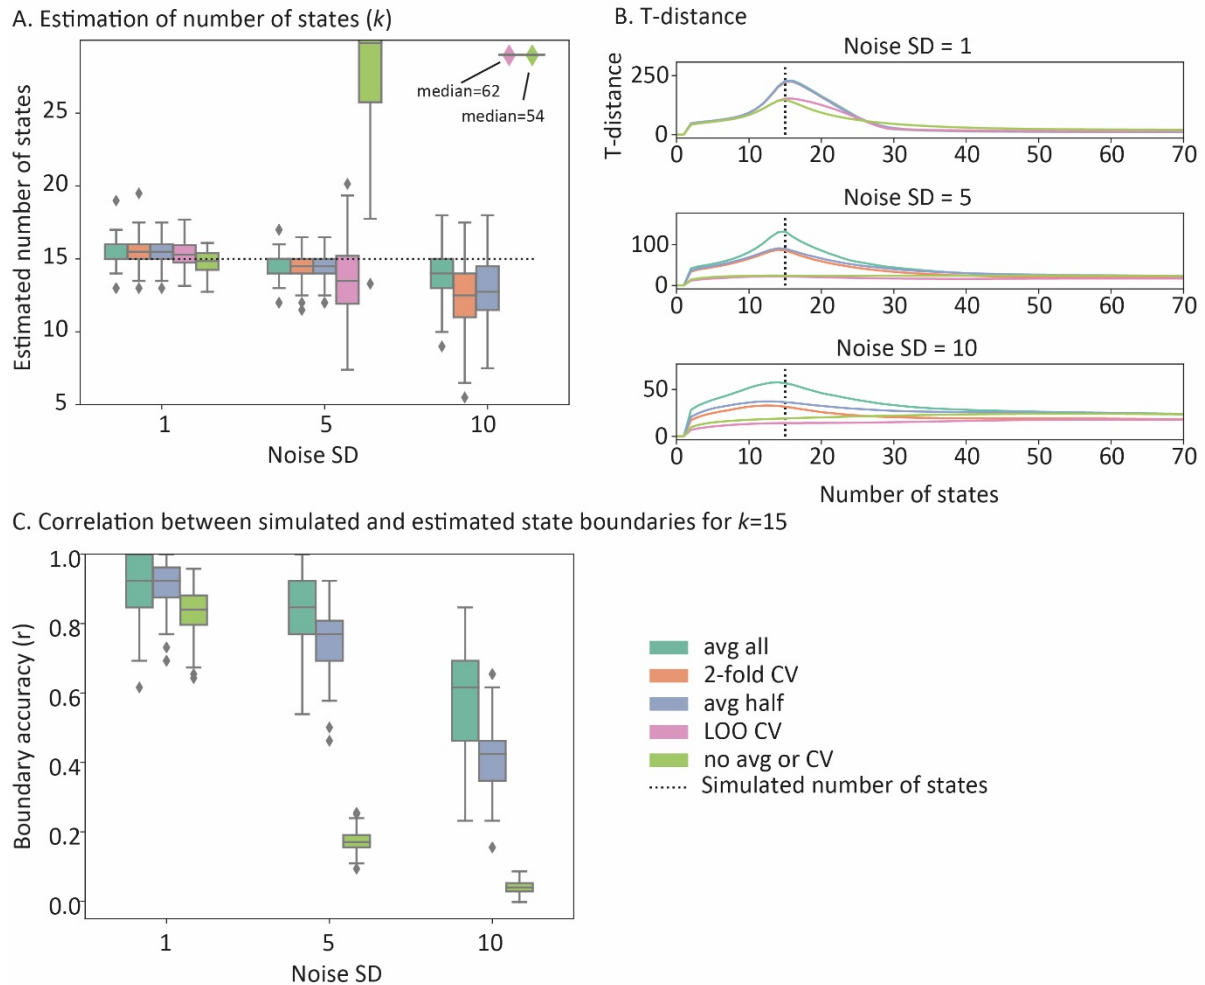 A. Estimation of number of states (k)
Estimated number of states
25
20
15
10
5
median=62
median=54
1 5 10
Noise SD
B. T-distance
T-distance
Noise SD = 1
250
0
0 10 20 30 40 50 60 70
Noise SD = 5
100
0
0 10 20 30 40 50 60 70
Noise SD = 10
50
0
0 10 20 30 40 50 60 70
Number of states
C. Correlation between simulated and estimated state boundaries for k=15
Boundary accuracy (r)
1.0
0.8
0.6
0.4
0.2
0.0
1 5 10
Noise SD
avg all
2-fold CV
avg half
LOO CV
no avg or CV
Simulated number of states